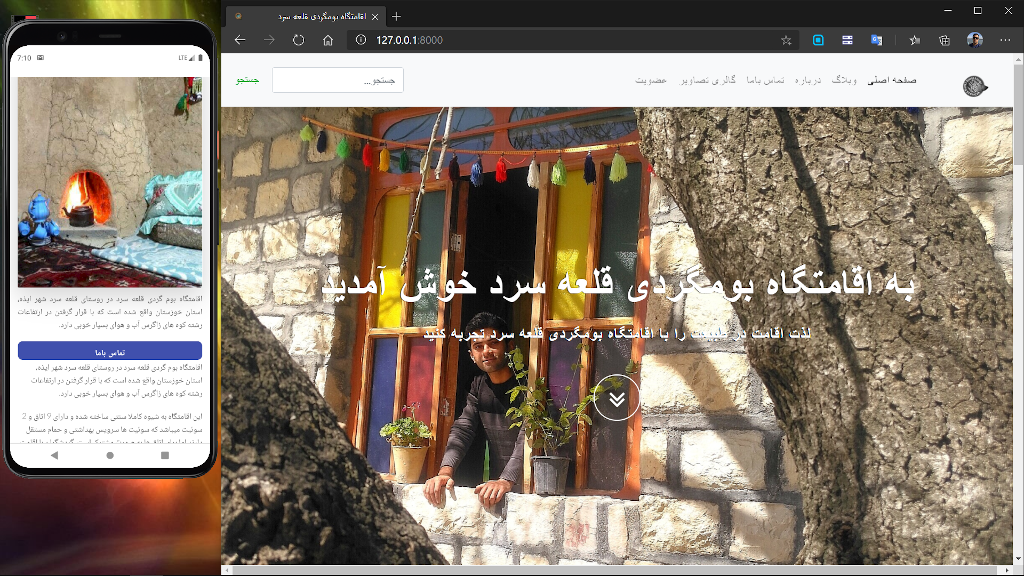 7:10
LTE
اقامتگاه بوم گردی قلعه سرد در روستای قلعه سرد شهر ایذه،
استان خوزستان واقع شده است که با قرار گرفتن در ارتفاعات
رشته کوه های زاگرس آب و هوای بسیار خوبی دارد.
تماس باما
اقامتگاه بوم گردی قلعه سرد در روستای قلعه سرد شهر ایذه،
استان خوزستان واقع شده است که با قرار گرفتن در ارتفاعات
رشته کوه های زاگرس آب و هوای بسیار خوبی دارد.
این اقامتگاه به شیوه کاملا سنتی ساخته شده و دارای 9 اتاق و 2
سوئیت میباشد که سوئیت ها سرویس بهداشتی و حمام مستقل
اقامتگاه بومگردی قلعه سرد
127.0.0.1:8000
صفحه اصلی وبلاگ درباره تماس باما گالری تصاویر عضویت
جستجو...
جستجو
به اقامتگاه بومگردی قلعه سرد خوش آمدید
لذت اقامت در طبیعت را با اقامتگاه بومگردی قلعه سرد تجربه کنید